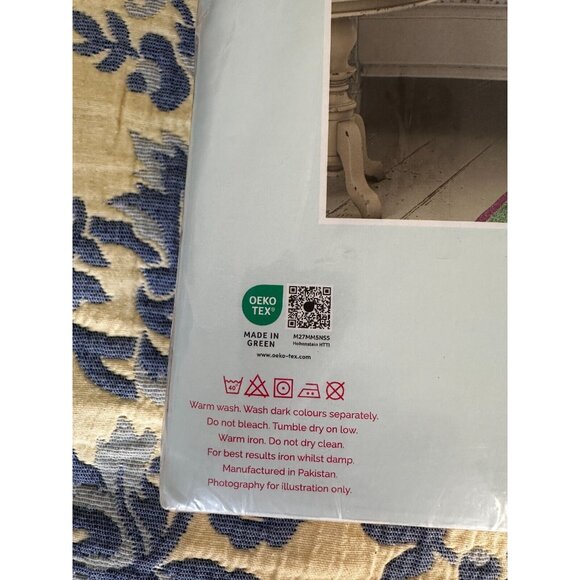 OEKO
TEX®
MADE IN
GREEN
M27MM5NS5
Hohenstein HTTI
www.oeko-tex.com
40°
Warm wash. Wash dark colours separately.
Do not bleach. Tumble dry on low.
Warm iron. Do not dry clean.
For best results iron whilst damp.
Manufactured in Pakistan.
Photography for illustration only.